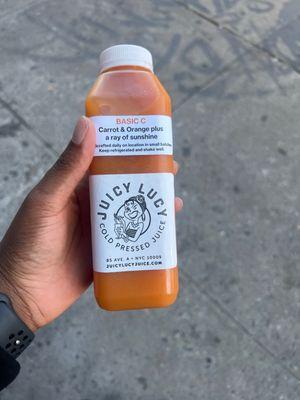 BASIC C
Carrot & Orange plus
a ray of sunshine
crafted daily on location in small batches
Keep refrigerated and shake well.
JUICY LUCY
COLD PRESSED JUICE
85 AVE. A • NYC 10009
JUICYLUCYJUICE.COM